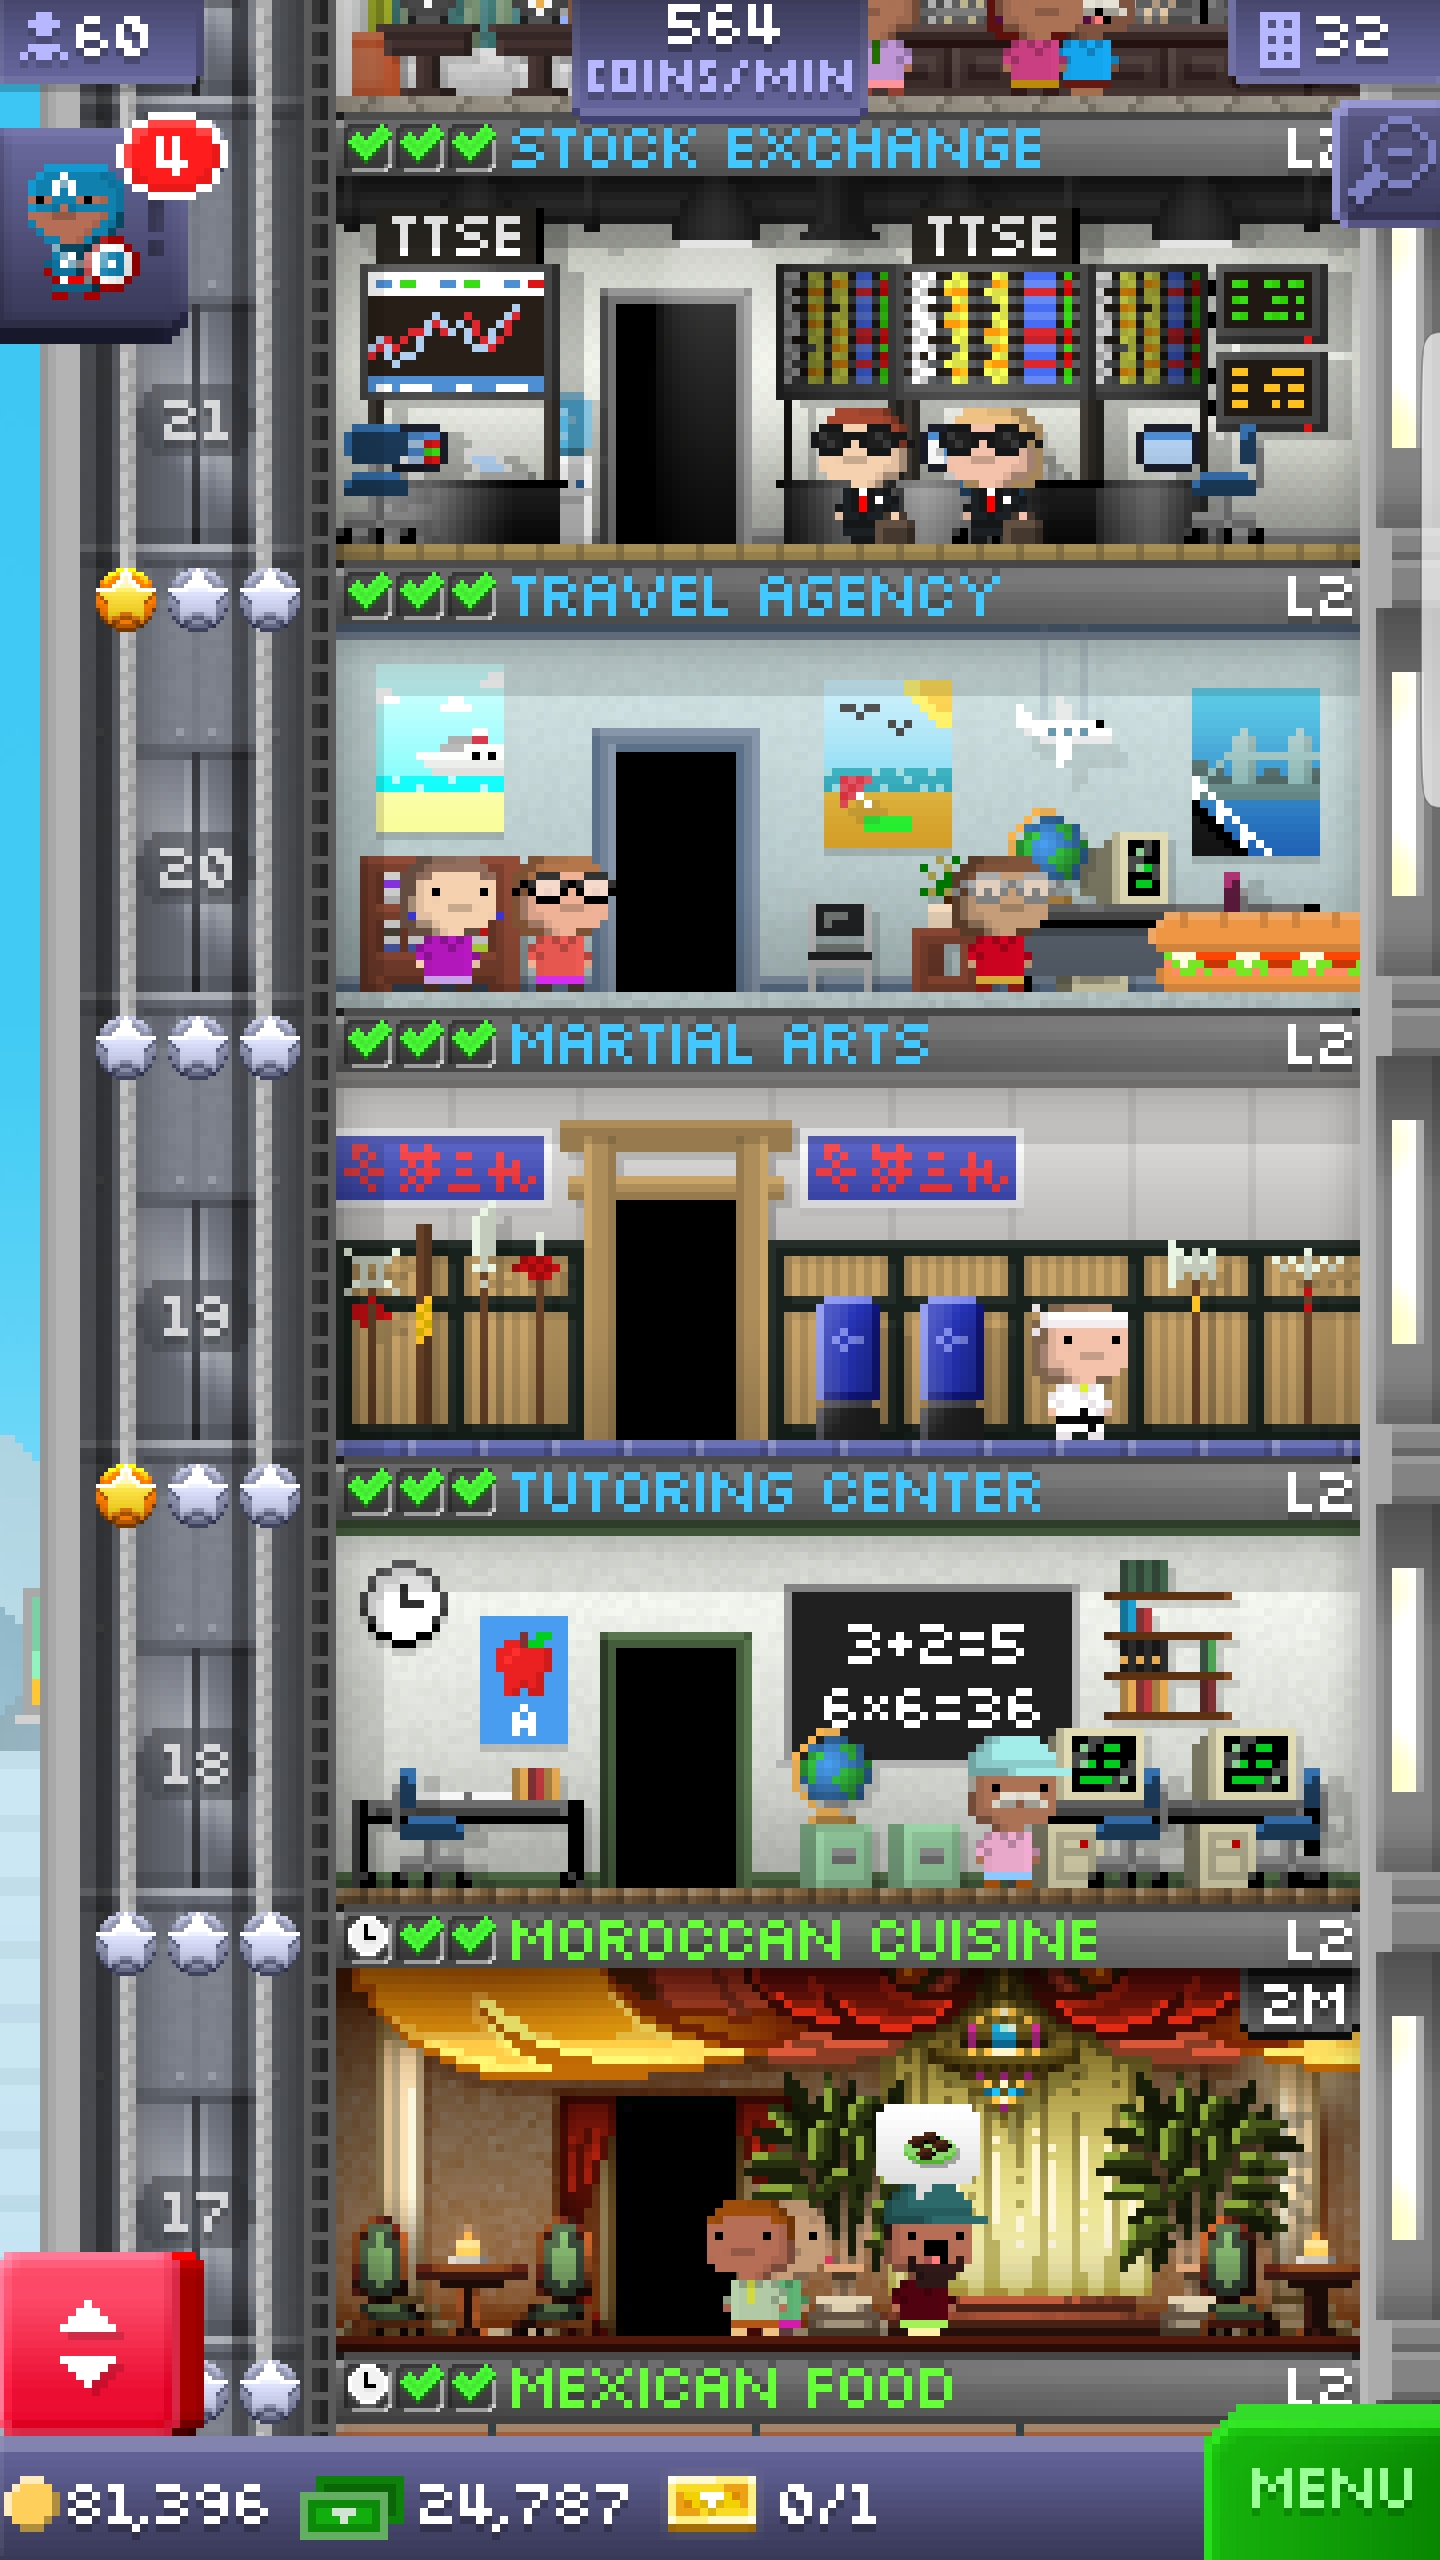 60
564
COINS/MIN
32
4
STOCK EXCHANGE
L2
TTSE
TTSE
21
TRAVEL AGENCY
L2
20
MARTIAL ARTS
L2
19
TUTORING CENTER
L2
A
3+2=5
6×6=36
18
MOROCCAN CUISINE
L2
2M
17
MEXICAN FOOD
L2
81,396
24,787
0/1
MENU